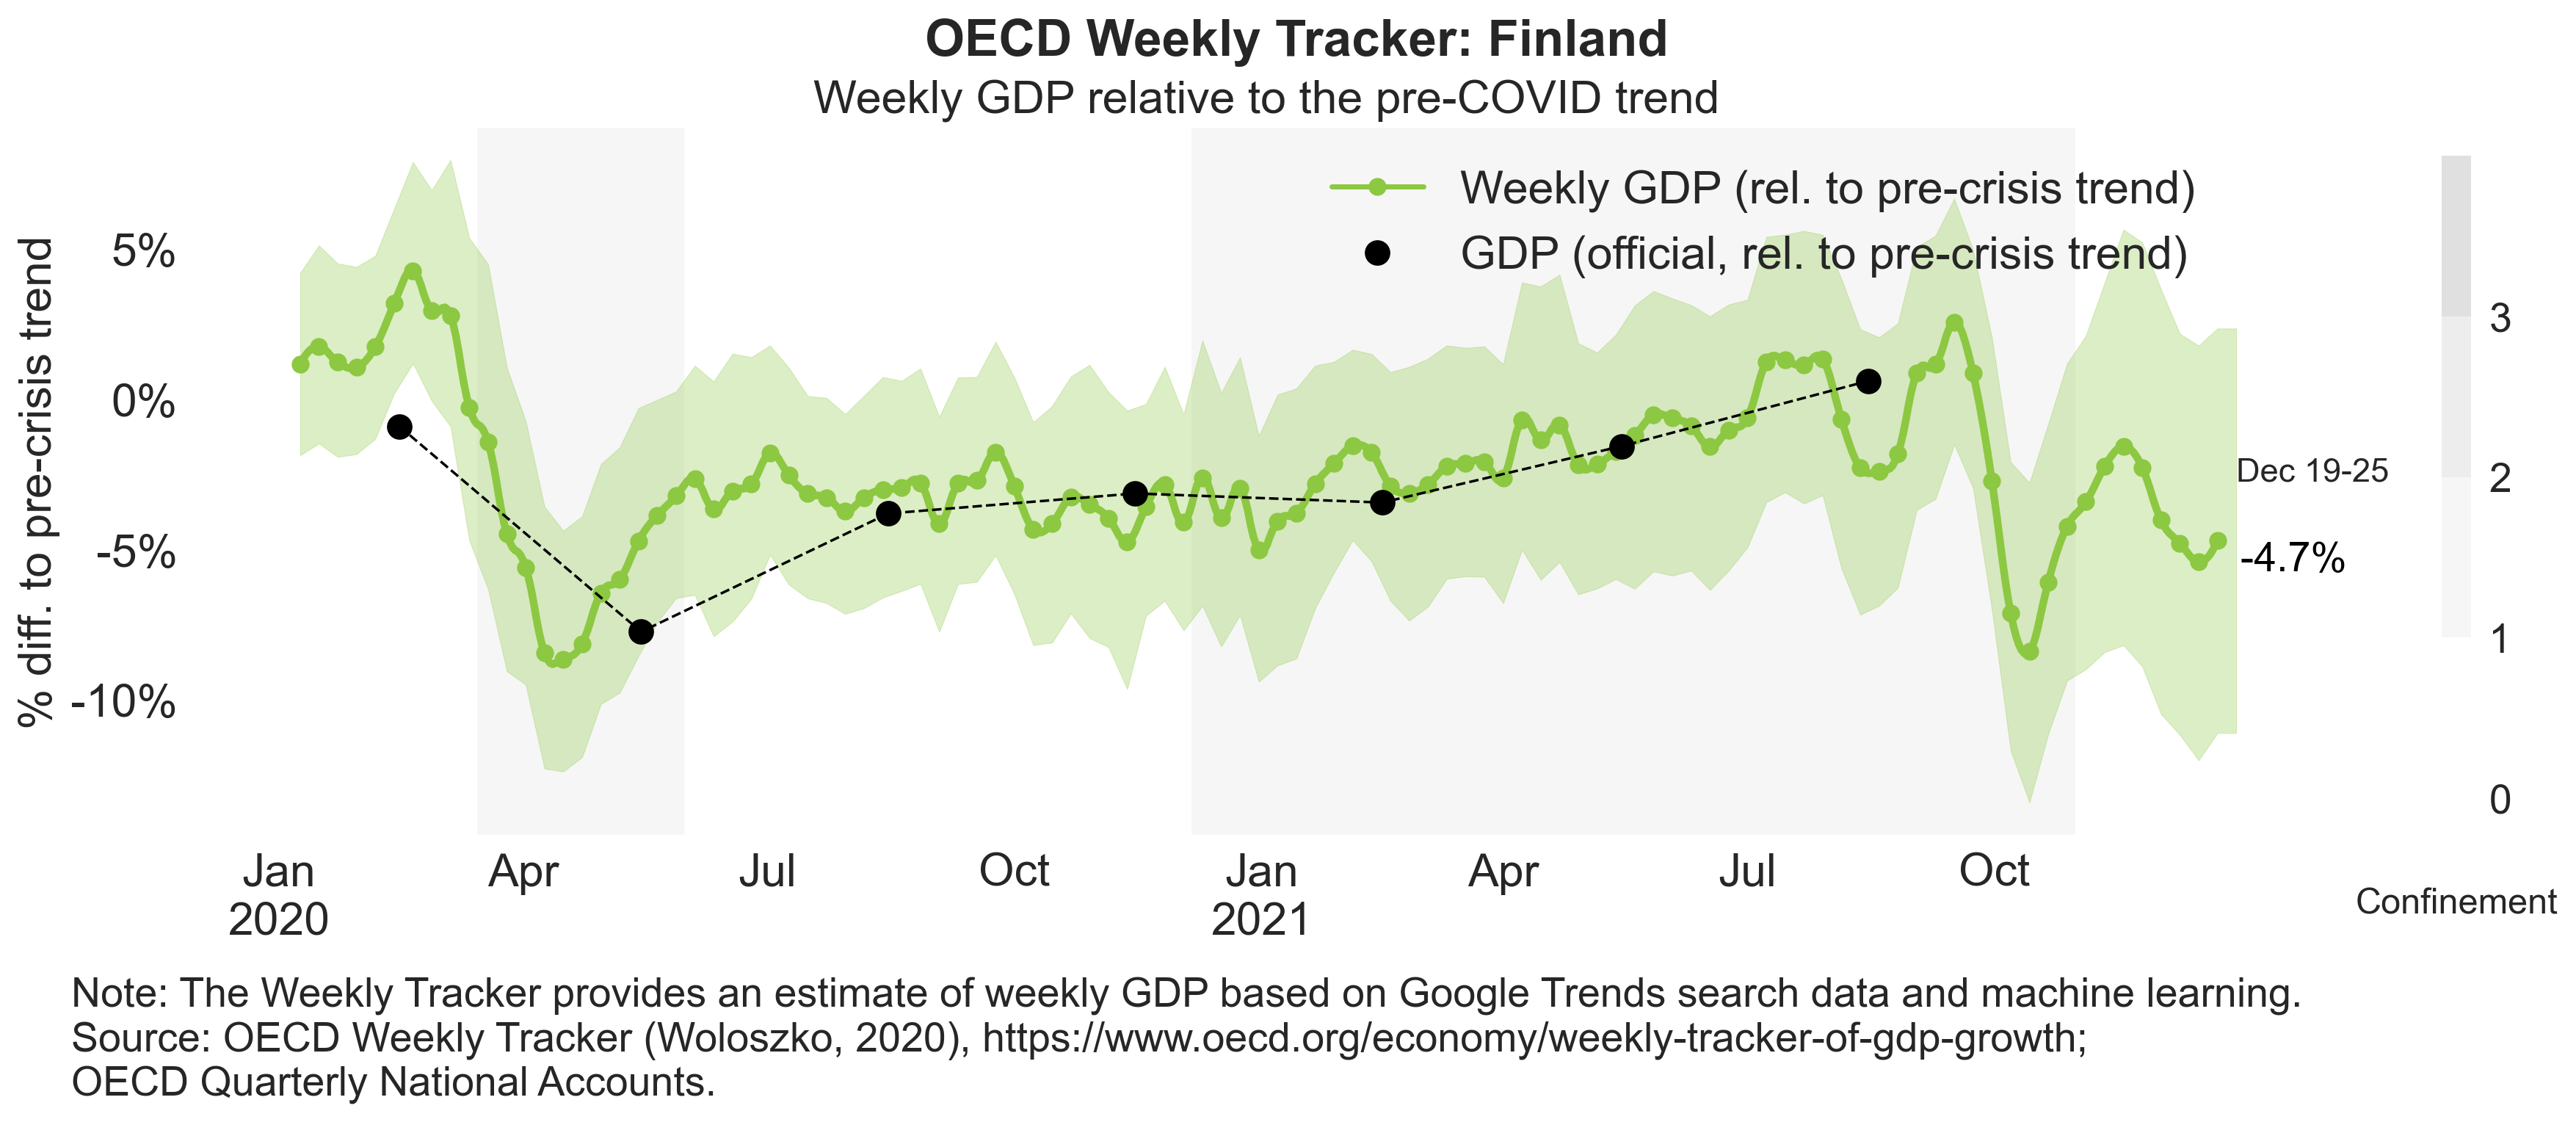 OECD Weekly Tracker: Finland
Weekly GDP relative to the pre-COVID trend
% diff. to pre-crisis trend
5%
0%
-5%
-10%
Weekly GDP (rel. to pre-crisis trend)
GDP (official, rel. to pre-crisis trend)
Dec 19-25
-4.7%
3
2
1
0
Confinement
Jan Apr Jul Oct Jan Apr Jul Oct
2020 2021
Note: The Weekly Tracker provides an estimate of weekly GDP based on Google Trends search data and machine learning.
Source: OECD Weekly Tracker (Woloszko, 2020), https://www.oecd.org/economy/weekly-tracker-of-gdp-growth;
OECD Quarterly National Accounts.